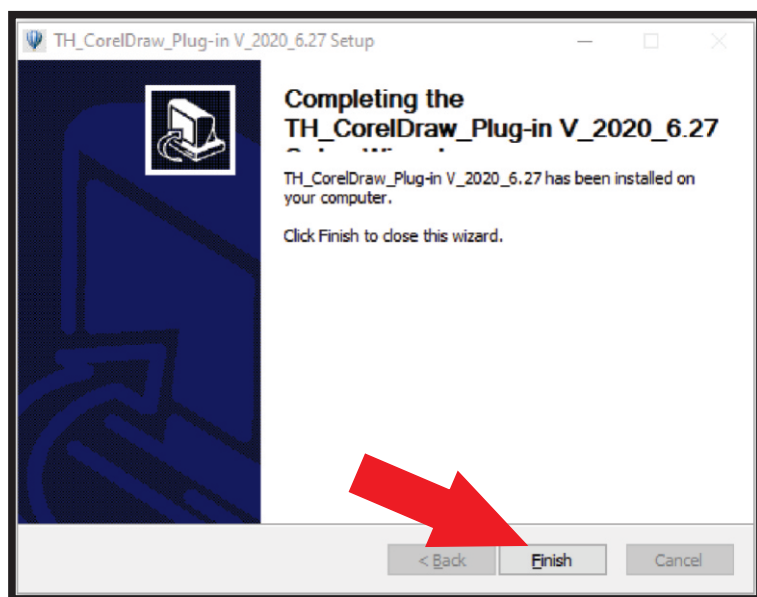 TH_CorelDraw_Plug-in V_2020_6.27 Setup
Completing the
TH_CorelDraw_Plug-in V_2020_6.27
TH_CorelDraw_Plug-in V_2020_6.27 has been installed on
your computer.
Click Finish to close this wizard.
< Back
Finish
Cancel